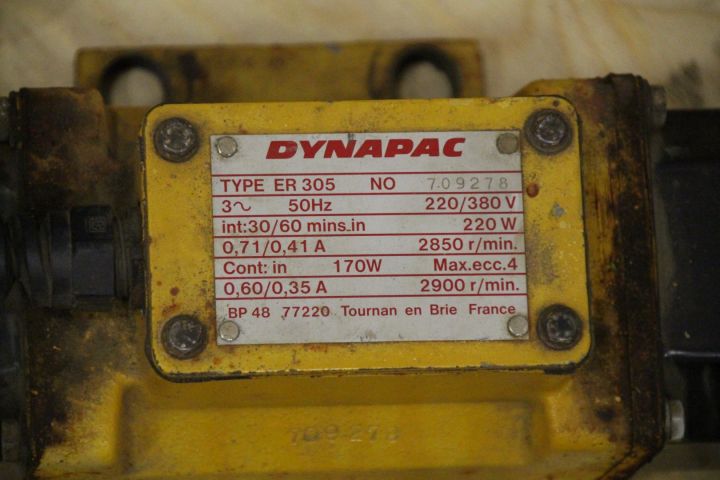 DYNAPAC
TYPE ER 305 NO 709278
3~ 50Hz 220/380 V
int:30/60 mins.in 220 W
0,71/0,41 A 2850 r/min.
Cont: in 170W Max.ecc.4
0,60/0,35 A 2900 r/min.
BP 48 77220 Tournan en Brie France
709278